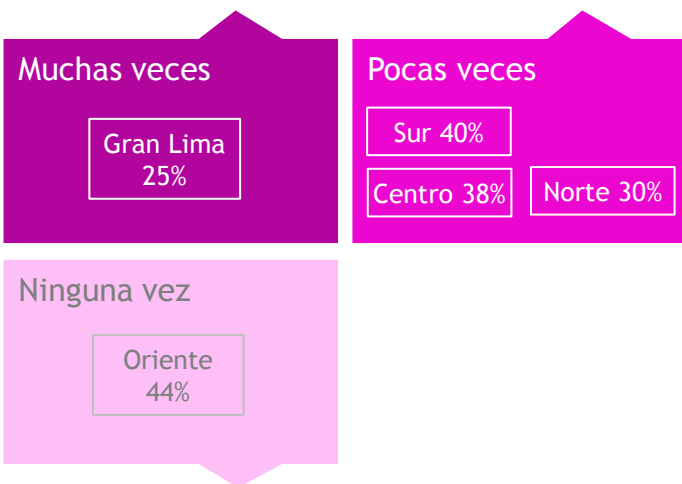 Muchas veces
Gran Lima
25%
Pocas veces
Sur 40%
Centro 38%
Norte 30%
Ninguna vez
Oriente
44%